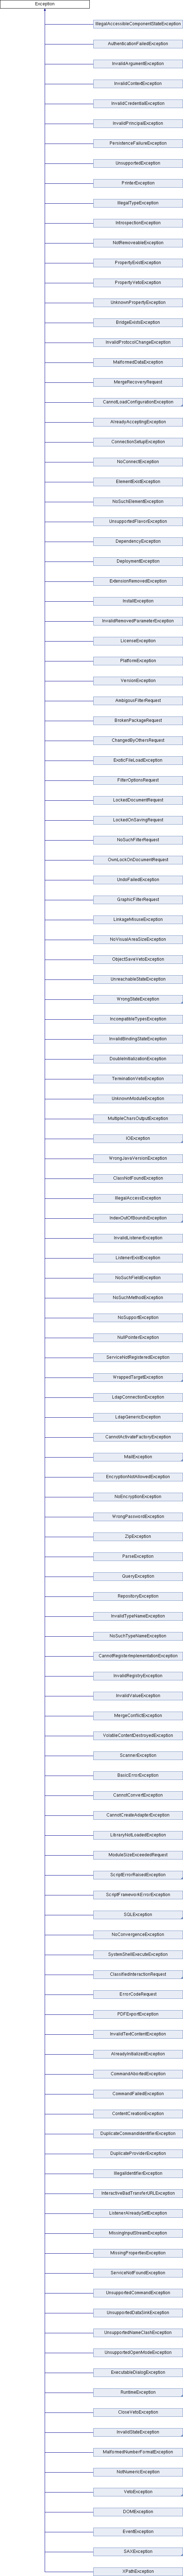 Exception
IllegalAccessibleComponentStateException
AuthenticationFailedException
InvalidArgumentException
InvalidContextException
InvalidCredentialException
InvalidPrincipalException
PersistenceFailureException
UnsupportedException
PrinterException
IllegalTypeException
IntrospectionException
NotRemoveableException
PropertyExistException
PropertyVetoException
UnknownPropertyException
BridgeExistsException
InvalidProtocolChangeException
MalformedDataException
MergeRecoveryRequest
CannotLoadConfigurationException
AlreadyAcceptingException
ConnectionSetupException
NoConnectException
ElementExistException
NoSuchElementException
UnsupportedFlavorException
DependencyException
DeploymentException
ExtensionRemovedException
InstallException
InvalidRemovedParameterException
LicenseException
PlatformException
VersionException
AmbigousFilterRequest
BrokenPackageRequest
ChangedByOthersRequest
ExoticFileLoadException
FilterOptionsRequest
LockedDocumentRequest
LockedOnSavingRequest
NoSuchFilterRequest
OwnLockOnDocumentRequest
UndoFailedException
GraphicFilterRequest
LinkageMisuseException
NoVisualAreaSizeException
ObjectSaveVetoException
UnreachableStateException
WrongStateException
IncompatibleTypesException
InvalidBindingStateException
DoubleInitializationException
TerminationVetoException
UnknownModuleException
MultipleCharsOutputException
IOException
WrongJavaVersionException
ClassNotFoundException
IllegalAccessException
IndexOutOfBoundsException
InvalidListenerException
ListenerExistException
NoSuchFieldException
NoSuchMethodException
NoSupportException
NullPointerException
ServiceNotRegisteredException
WrappedTargetException
LdapConnectionException
LdapGenericException
CannotActivateFactoryException
MailException
EncryptionNotAllowedException
NoEncryptionException
WrongPasswordException
ZipException
ParseException
QueryException
RepositoryException
InvalidTypeNameException
NoSuchTypeNameException
CannotRegisterImplementationException
InvalidRegistryException
InvalidValueException
MergeConflictException
VolatileContentDestroyedException
ScannerException
BasicErrorException
CannotConvertException
CannotCreateAdapterException
LibraryNotLoadedException
ModuleSizeExceededRequest
ScriptErrorRaisedException
ScriptFrameworkErrorException
SQLException
NoConvergenceException
SystemShellExecuteException
ClassifiedInteractionRequest
ErrorCodeRequest
PDFExportException
InvalidTextContentException
AlreadyInitializedException
CommandAbortedException
CommandFailedException
ContentCreationException
DuplicateCommandIdentifierException
DuplicateProviderException
IllegalIdentifierException
InteractiveBadTransferURLException
ListenerAlreadySetException
MissingInputStreamException
MissingPropertiesException
ServiceNotFoundException
UnsupportedCommandException
UnsupportedDataSinkException
UnsupportedNameClashException
UnsupportedOpenModeException
ExecutableDialogException
RuntimeException
CloseVetoException
InvalidStateException
MalformedNumberFormatException
NotNumericException
VetoException
DOMException
EventException
SAXException
XPathException